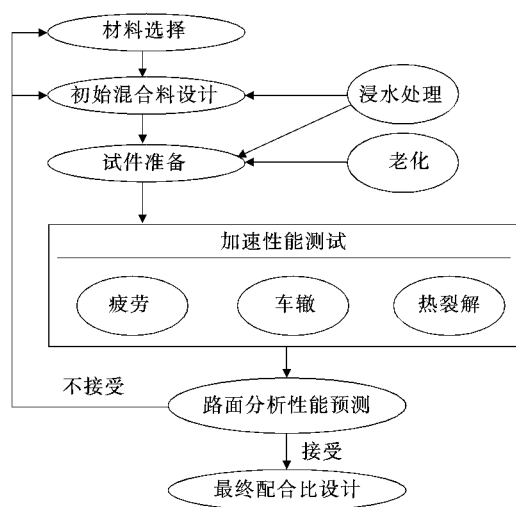 材料选择
初始混合料设计
浸水处理
试件准备
老化
加速性能测试
疲劳
车辙
热裂解
不接受
路面分析性能预测
接受
最终配合比设计